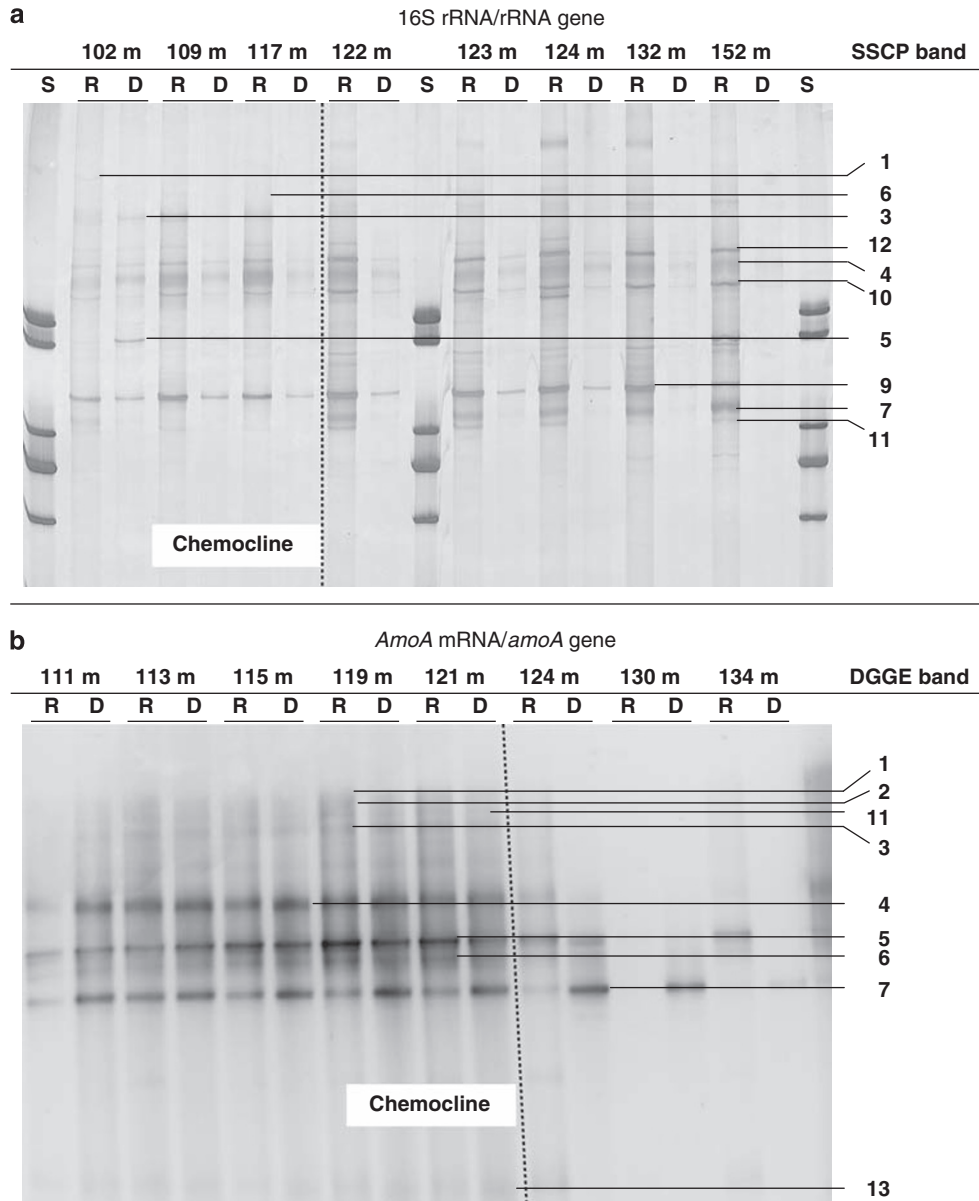 a
16S rRNA/rRNA gene
102 m 109 m 117 m 122 m 123 m 124 m 132 m 152 m SSCP band
S R D R D R D R D S R D R D R D R D S
1
6
3
12
4
10
5
9
7
11
Chemocline
b
AmoA mRNA/amoA gene
111 m 113 m 115 m 119 m 121 m 124 m 130 m 134 m DGGE band
R D R D R D R D R D R D R D R D
1
2
11
3
4
5
6
7
Chemocline
13